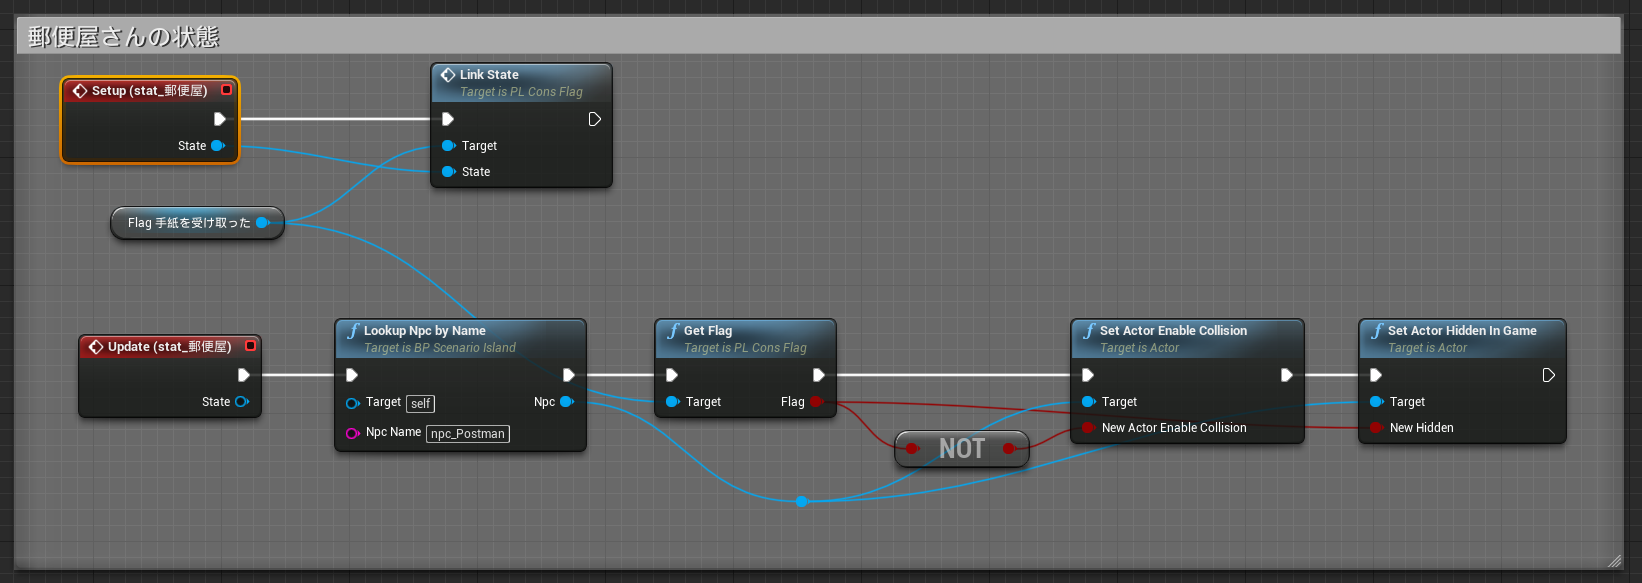 郵便屋さんの状態
Setup (stat_郵便屋)
State
Link State
Target is PL Cons Flag
Target
State
Flag 手紙を受け取った
Update (stat_郵便屋)
State
Lookup Npc by Name
Target is BP Scenario Island
Target self
Npc
Npc Name npc_Postman
Get Flag
Target is PL Cons Flag
Target
Flag
NOT
Set Actor Enable Collision
Target is Actor
Target
New Actor Enable Collision
Set Actor Hidden In Game
Target is Actor
Target
New Hidden